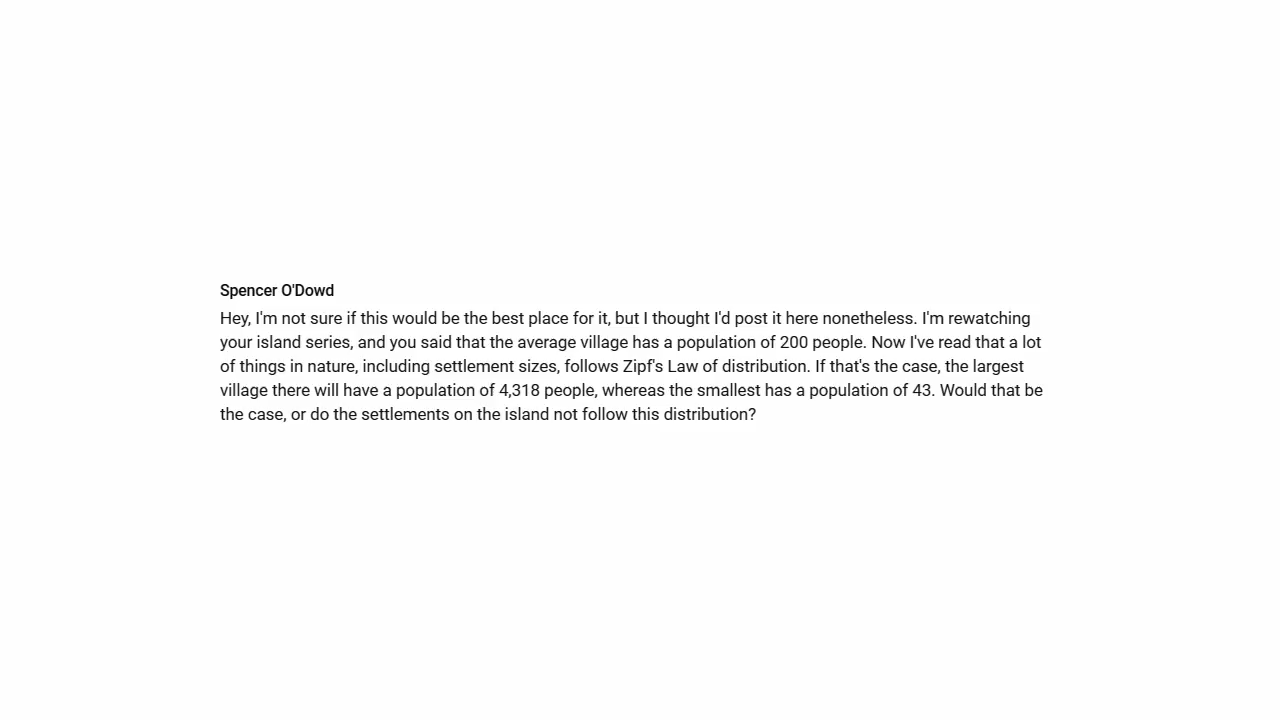 Spencer O'Dowd
Hey, I'm not sure if this would be the best place for it, but I thought I'd post it here nonetheless. I'm rewatching
your island series, and you said that the average village has a population of 200 people. Now I've read that a lot
of things in nature, including settlement sizes, follows Zipf's Law of distribution. If that's the case, the largest
village there will have a population of 4,318 people, whereas the smallest has a population of 43. Would that be
the case, or do the settlements on the island not follow this distribution?